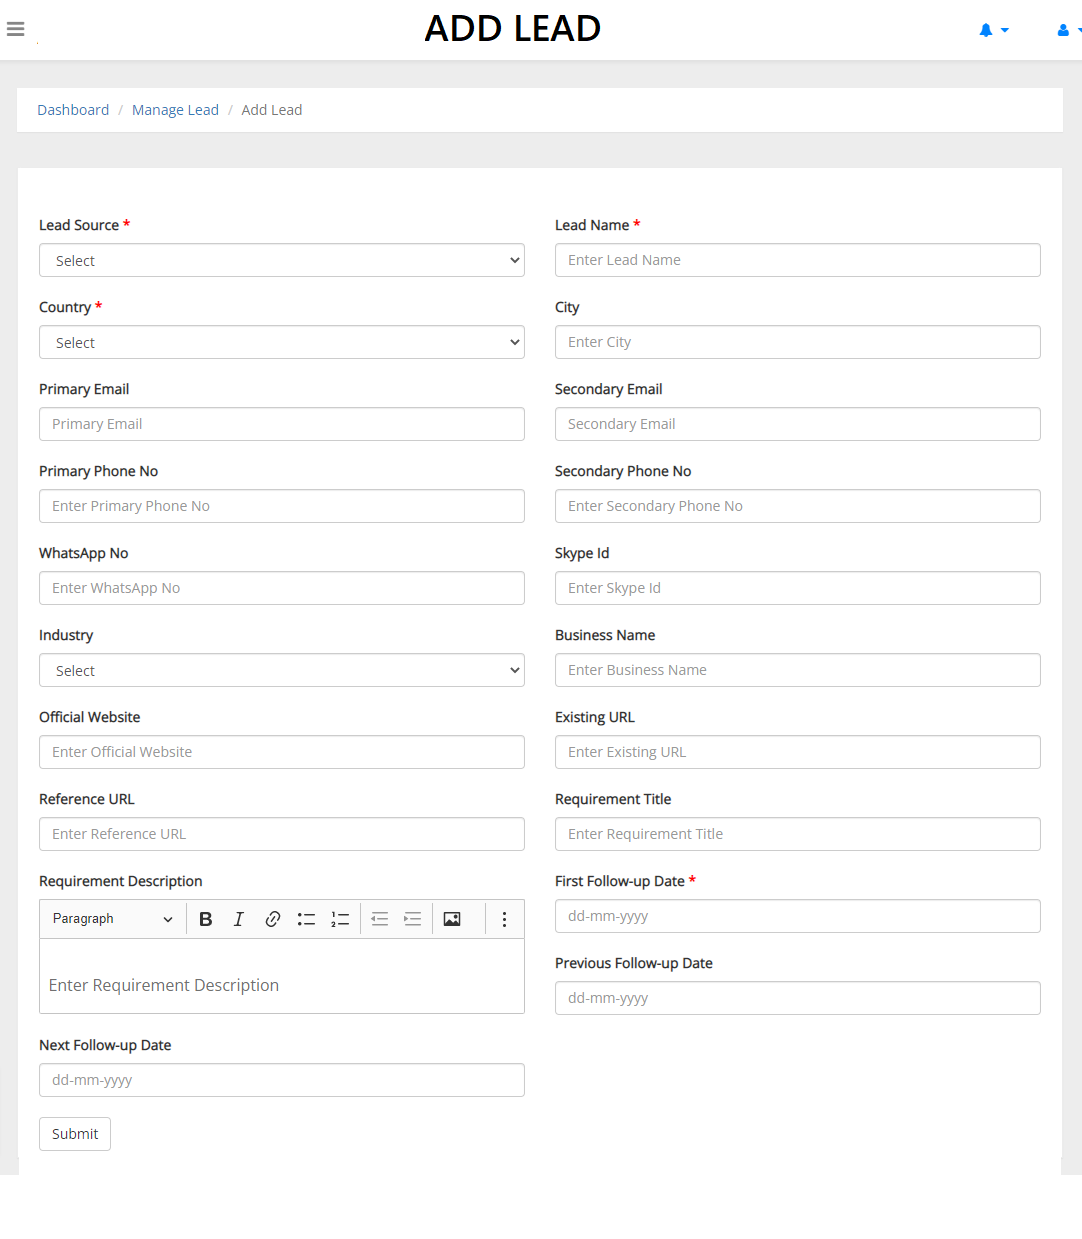 ADD LEAD
Dashboard / Manage Lead / Add Lead
Lead Source *
Select
Lead Name *
Enter Lead Name
Country *
Select
City
Enter City
Primary Email
Primary Email
Secondary Email
Secondary Email
Primary Phone No
Enter Primary Phone No
Secondary Phone No
Enter Secondary Phone No
WhatsApp No
Enter WhatsApp No
Skype Id
Enter Skype Id
Industry
Select
Business Name
Enter Business Name
Official Website
Enter Official Website
Existing URL
Enter Existing URL
Reference URL
Enter Reference URL
Requirement Title
Enter Requirement Title
Requirement Description
Paragraph
Enter Requirement Description
First Follow-up Date *
dd-mm-yyyy
Previous Follow-up Date
dd-mm-yyyy
Next Follow-up Date
dd-mm-yyyy
Submit